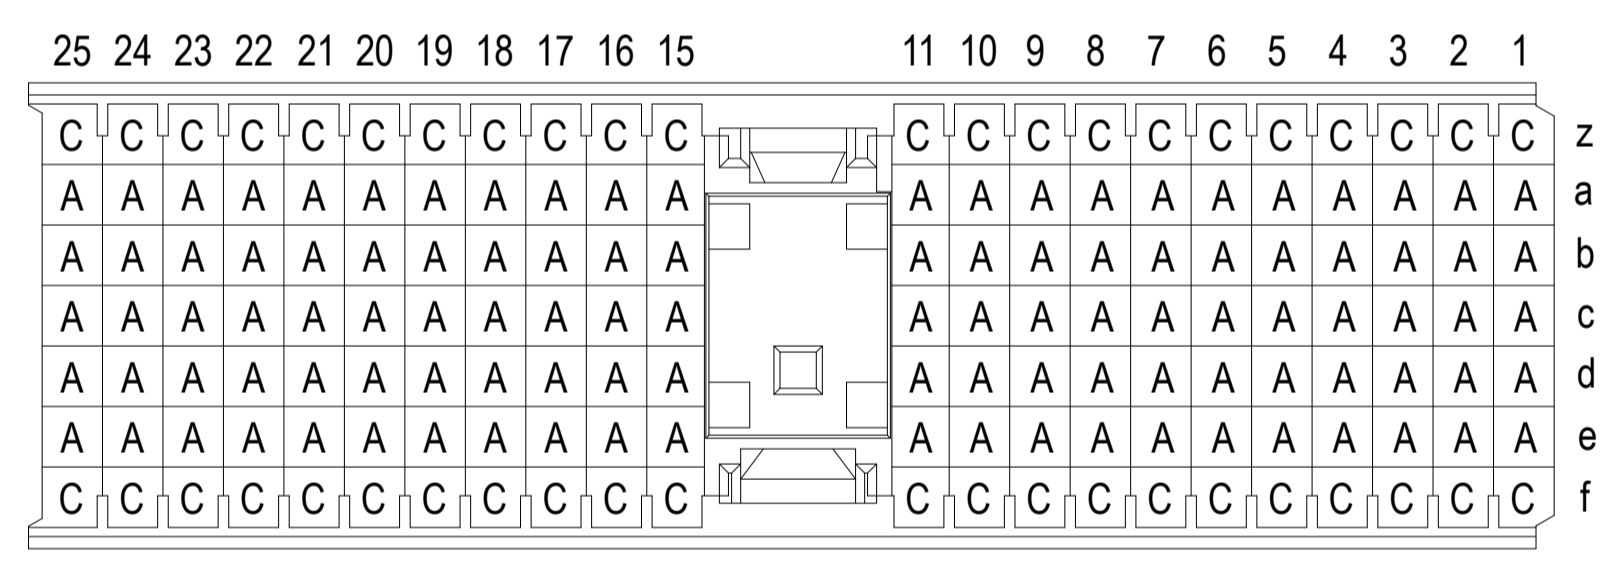 25 24 23 22 21 20 19 18 17 16 15 11 10 9 8 7 6 5 4 3 2 1
C C C C C C C C C C C C C C C C C C C C C C z
A A A A A A A A A A A A A A A A A A A A A A a
A A A A A A A A A A A A A A A A A A A A A A b
A A A A A A A A A A A A A A A A A A A A A A c
A A A A A A A A A A A A A A A A A A A A A A d
A A A A A A A A A A A A A A A A A A A A A A e
C C C C C C C C C C C C C C C C C C C C C C f